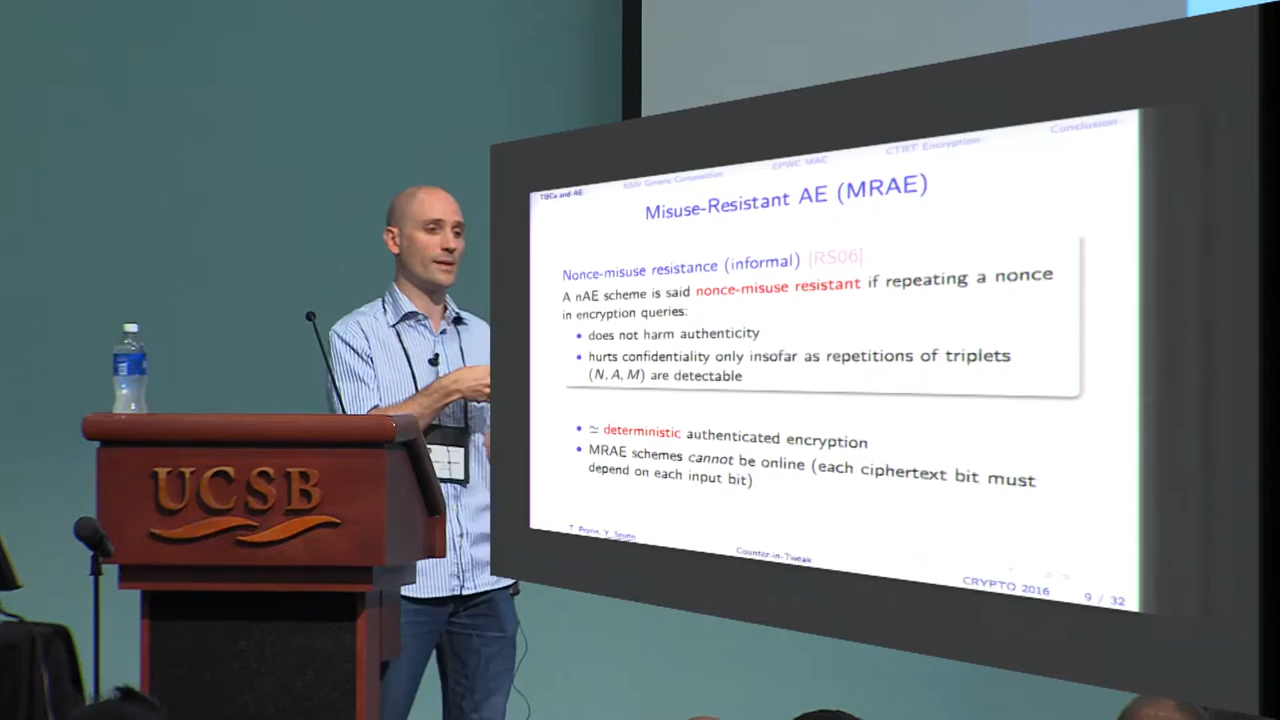 TBCs and AE NSIV Generic Composition EPWC MAC CTRT Encryption Conclusion
Misuse-Resistant AE (MRAE)
Nonce-misuse resistance (informal) [RS06]
A nAE scheme is said nonce-misuse resistant if repeating a nonce
in encryption queries:
• does not harm authenticity
• hurts confidentiality only insofar as repetitions of triplets
(N, A, M) are detectable
• ≃ deterministic authenticated encryption
• MRAE schemes cannot be online (each ciphertext bit must
depend on each input bit)
T. Peyrin, Y. Seurin Counter-in-Tweak CRYPTO 2016 9 / 32
UCSB